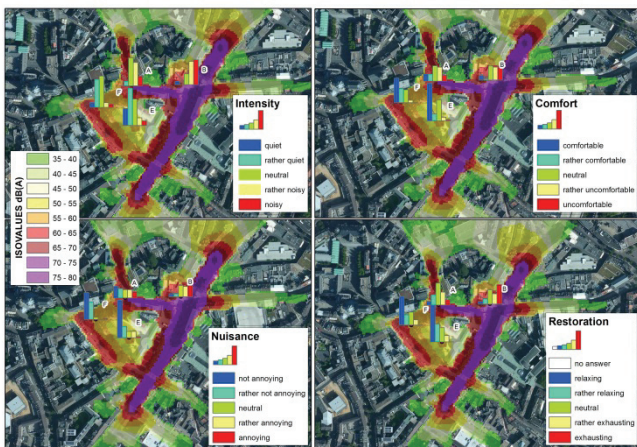 A
B
F
E
Intensity
quiet
rather quiet
neutral
rather noisy
noisy
A
B
F
E
Comfort
comfortable
rather comfortable
neutral
rather uncomfortable
uncomfortable
ISOVALUES dB(A)
35 - 40
40 - 45
45 - 50
50 - 55
55 - 60
60 - 65
65 - 70
70 - 75
75 - 80
A
B
F
E
Nuisance
not annoying
rather not annoying
neutral
rather annoying
annoying
A
B
F
E
Restoration
no answer
relaxing
rather relaxing
neutral
rather exhausting
exhausting